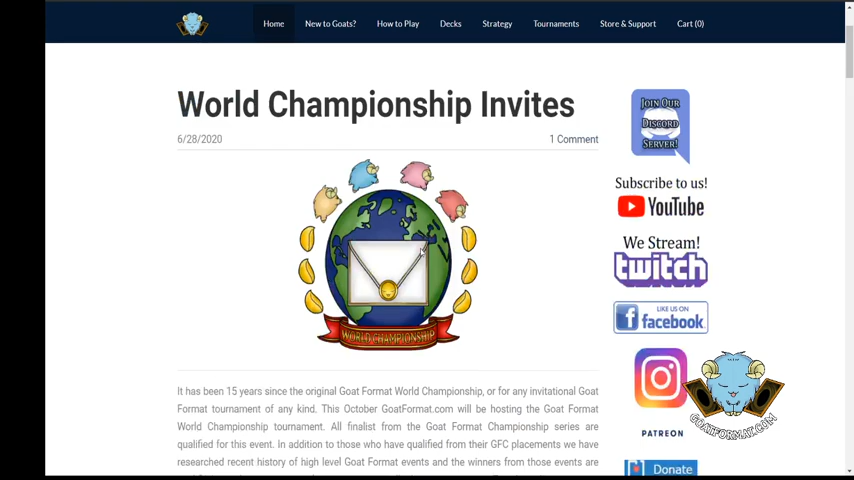 Home New to Goats? How to Play Decks Strategy Tournaments Store & Support Cart (0)
World Championship Invites
6/28/2020 1 Comment
WORLD CHAMPIONSHIP
It has been 15 years since the original Goat Format World Championship, or for any invitational Goat
Format tournament of any kind. This October GoatFormat.com will be hosting the Goat Format
World Championship tournament. All finalist from the Goat Format Championship series are
qualified for this event. In addition to those who have qualified from their GFC placements we have
researched recent history of high level Goat Format events and the winners from those events are
Join Our
Discord
Server!
Subscribe to us!
YouTube
We Stream!
twitch
LIKE US ON
facebook
PATREON
GOATFORMAT.COM
Donate